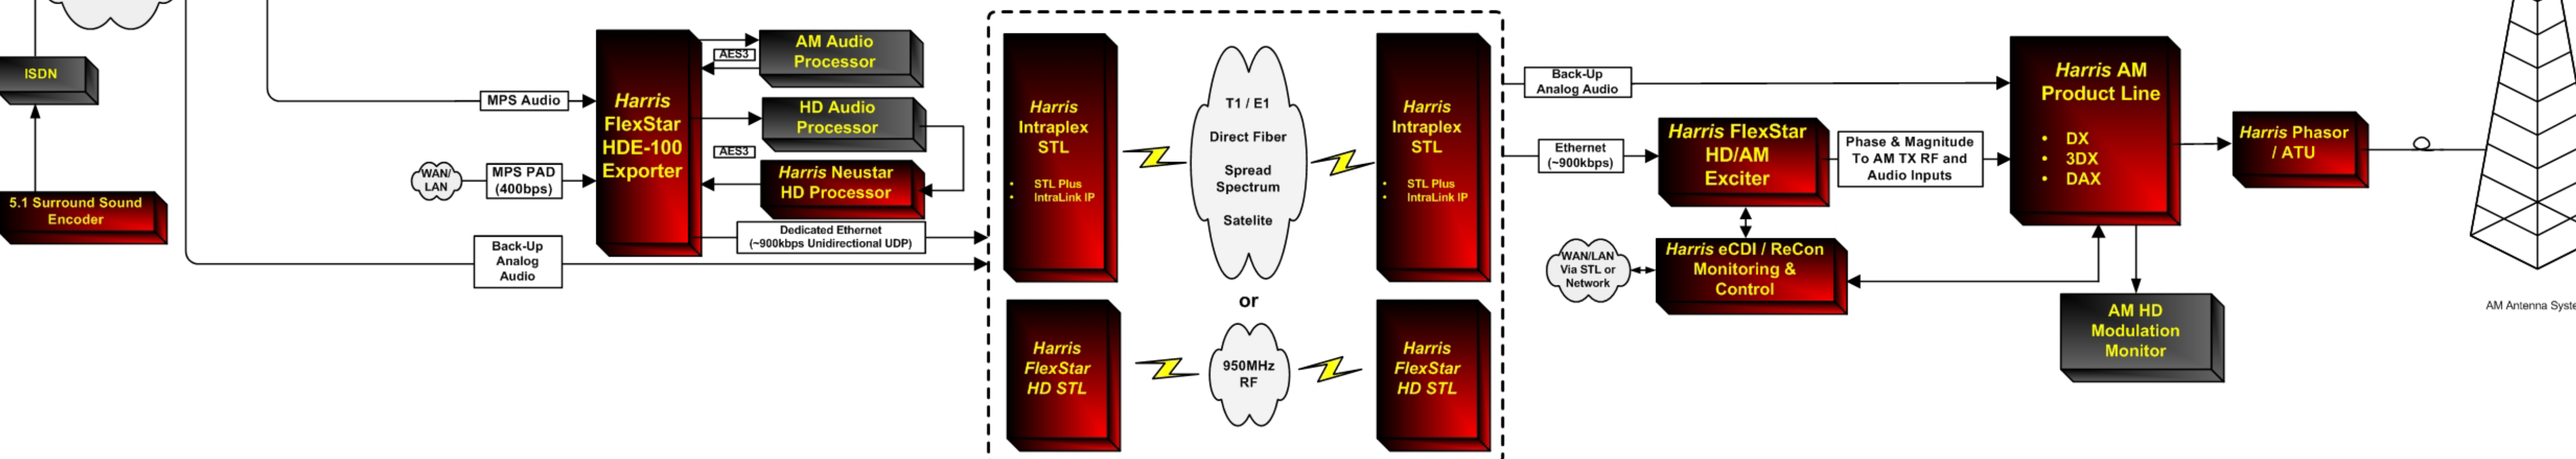 ISDN
5.1 Surround Sound
Encoder
MPS Audio
WAN/
LAN
MPS PAD
(400bps)
Back-Up
Analog
Audio
Harris
FlexStar
HDE-100
Exporter
AES3
AM Audio
Processor
HD Audio
Processor
AES3
Harris Neustar
HD Processor
Dedicated Ethernet
(~900kbps Unidirectional UDP)
Harris
Intraplex
STL
• STL Plus
• IntraLink IP
T1 / E1
Direct Fiber
Spread
Spectrum
Satelite
Harris
Intraplex
STL
• STL Plus
• IntraLink IP
or
Harris
FlexStar
HD STL
950MHz
RF
Harris
FlexStar
HD STL
Back-Up
Analog Audio
Ethernet
(~900kbps)
Harris FlexStar
HD/AM
Exciter
Phase & Magnitude
To AM TX RF and
Audio Inputs
WAN/LAN
Via STL or
Network
Harris eCDI / ReCon
Monitoring &
Control
Harris AM
Product Line
• DX
• 3DX
• DAX
AM HD
Modulation
Monitor
Harris Phasor
/ ATU
AM Antenna Syste